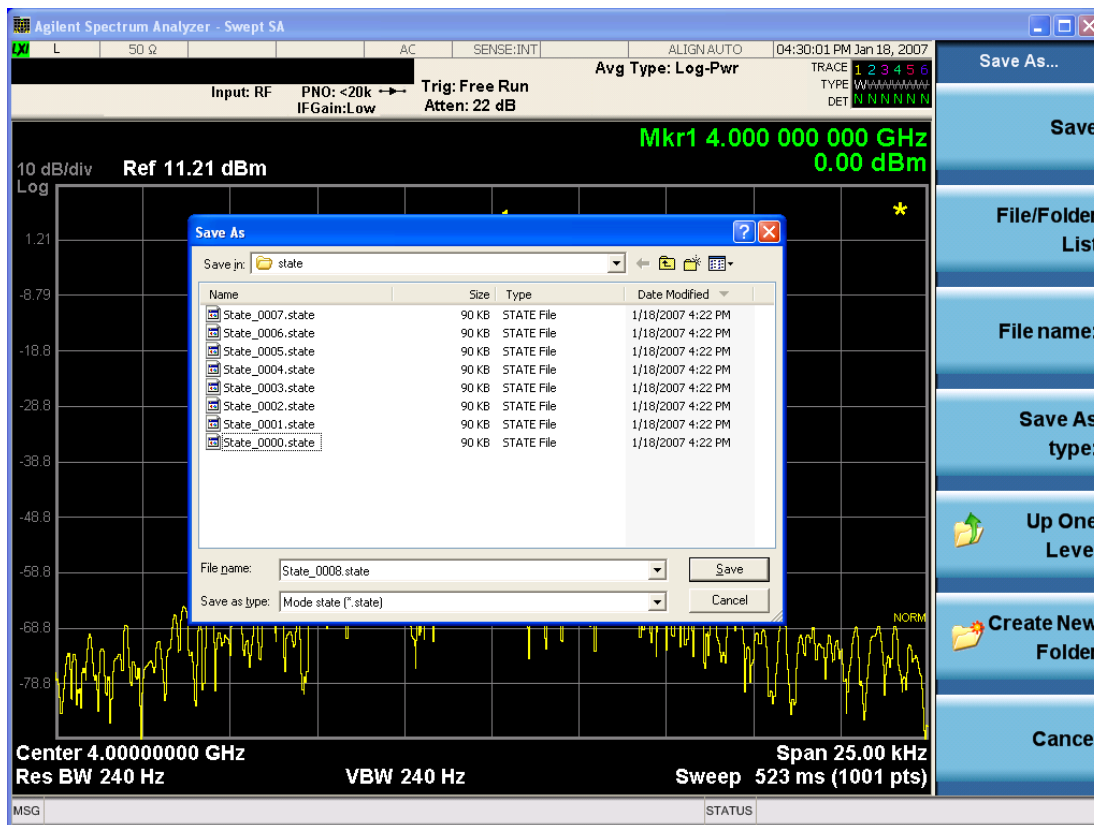 Agilent Spectrum Analyzer - Swept SA
LXI L 50 Ω AC SENSE:INT ALIGN AUTO 04:30:01 PM Jan 18, 2007
Input: RF PNO: <20k IFGain:Low
Trig: Free Run
Atten: 22 dB
Avg Type: Log-Pwr
TRACE 1 2 3 4 5 6
TYPE WWWWWW
DET N N N N N N
Mkr1 4.000 000 000 GHz
0.00 dBm
10 dB/div Ref 11.21 dBm
Log
1
*
1.21
-8.79
-18.8
-28.8
-38.8
-48.8
-58.8
-68.8
-78.8
NORM
Save As
Save in: state
Name Size Type Date Modified
State_0007.state 90 KB STATE File 1/18/2007 4:22 PM
State_0006.state 90 KB STATE File 1/18/2007 4:22 PM
State_0005.state 90 KB STATE File 1/18/2007 4:22 PM
State_0004.state 90 KB STATE File 1/18/2007 4:22 PM
State_0003.state 90 KB STATE File 1/18/2007 4:22 PM
State_0002.state 90 KB STATE File 1/18/2007 4:22 PM
State_0001.state 90 KB STATE File 1/18/2007 4:22 PM
State_0000.state 90 KB STATE File 1/18/2007 4:22 PM
File name: State_0008.state Save
Save as type: Mode state (*.state) Cancel
Center 4.00000000 GHz Span 25.00 kHz
Res BW 240 Hz VBW 240 Hz Sweep 523 ms (1001 pts)
MSG STATUS
Save As...
Save
File/Folder
List
File name:
Save As
type:
Up One
Leve
Create New
Folder
Cance